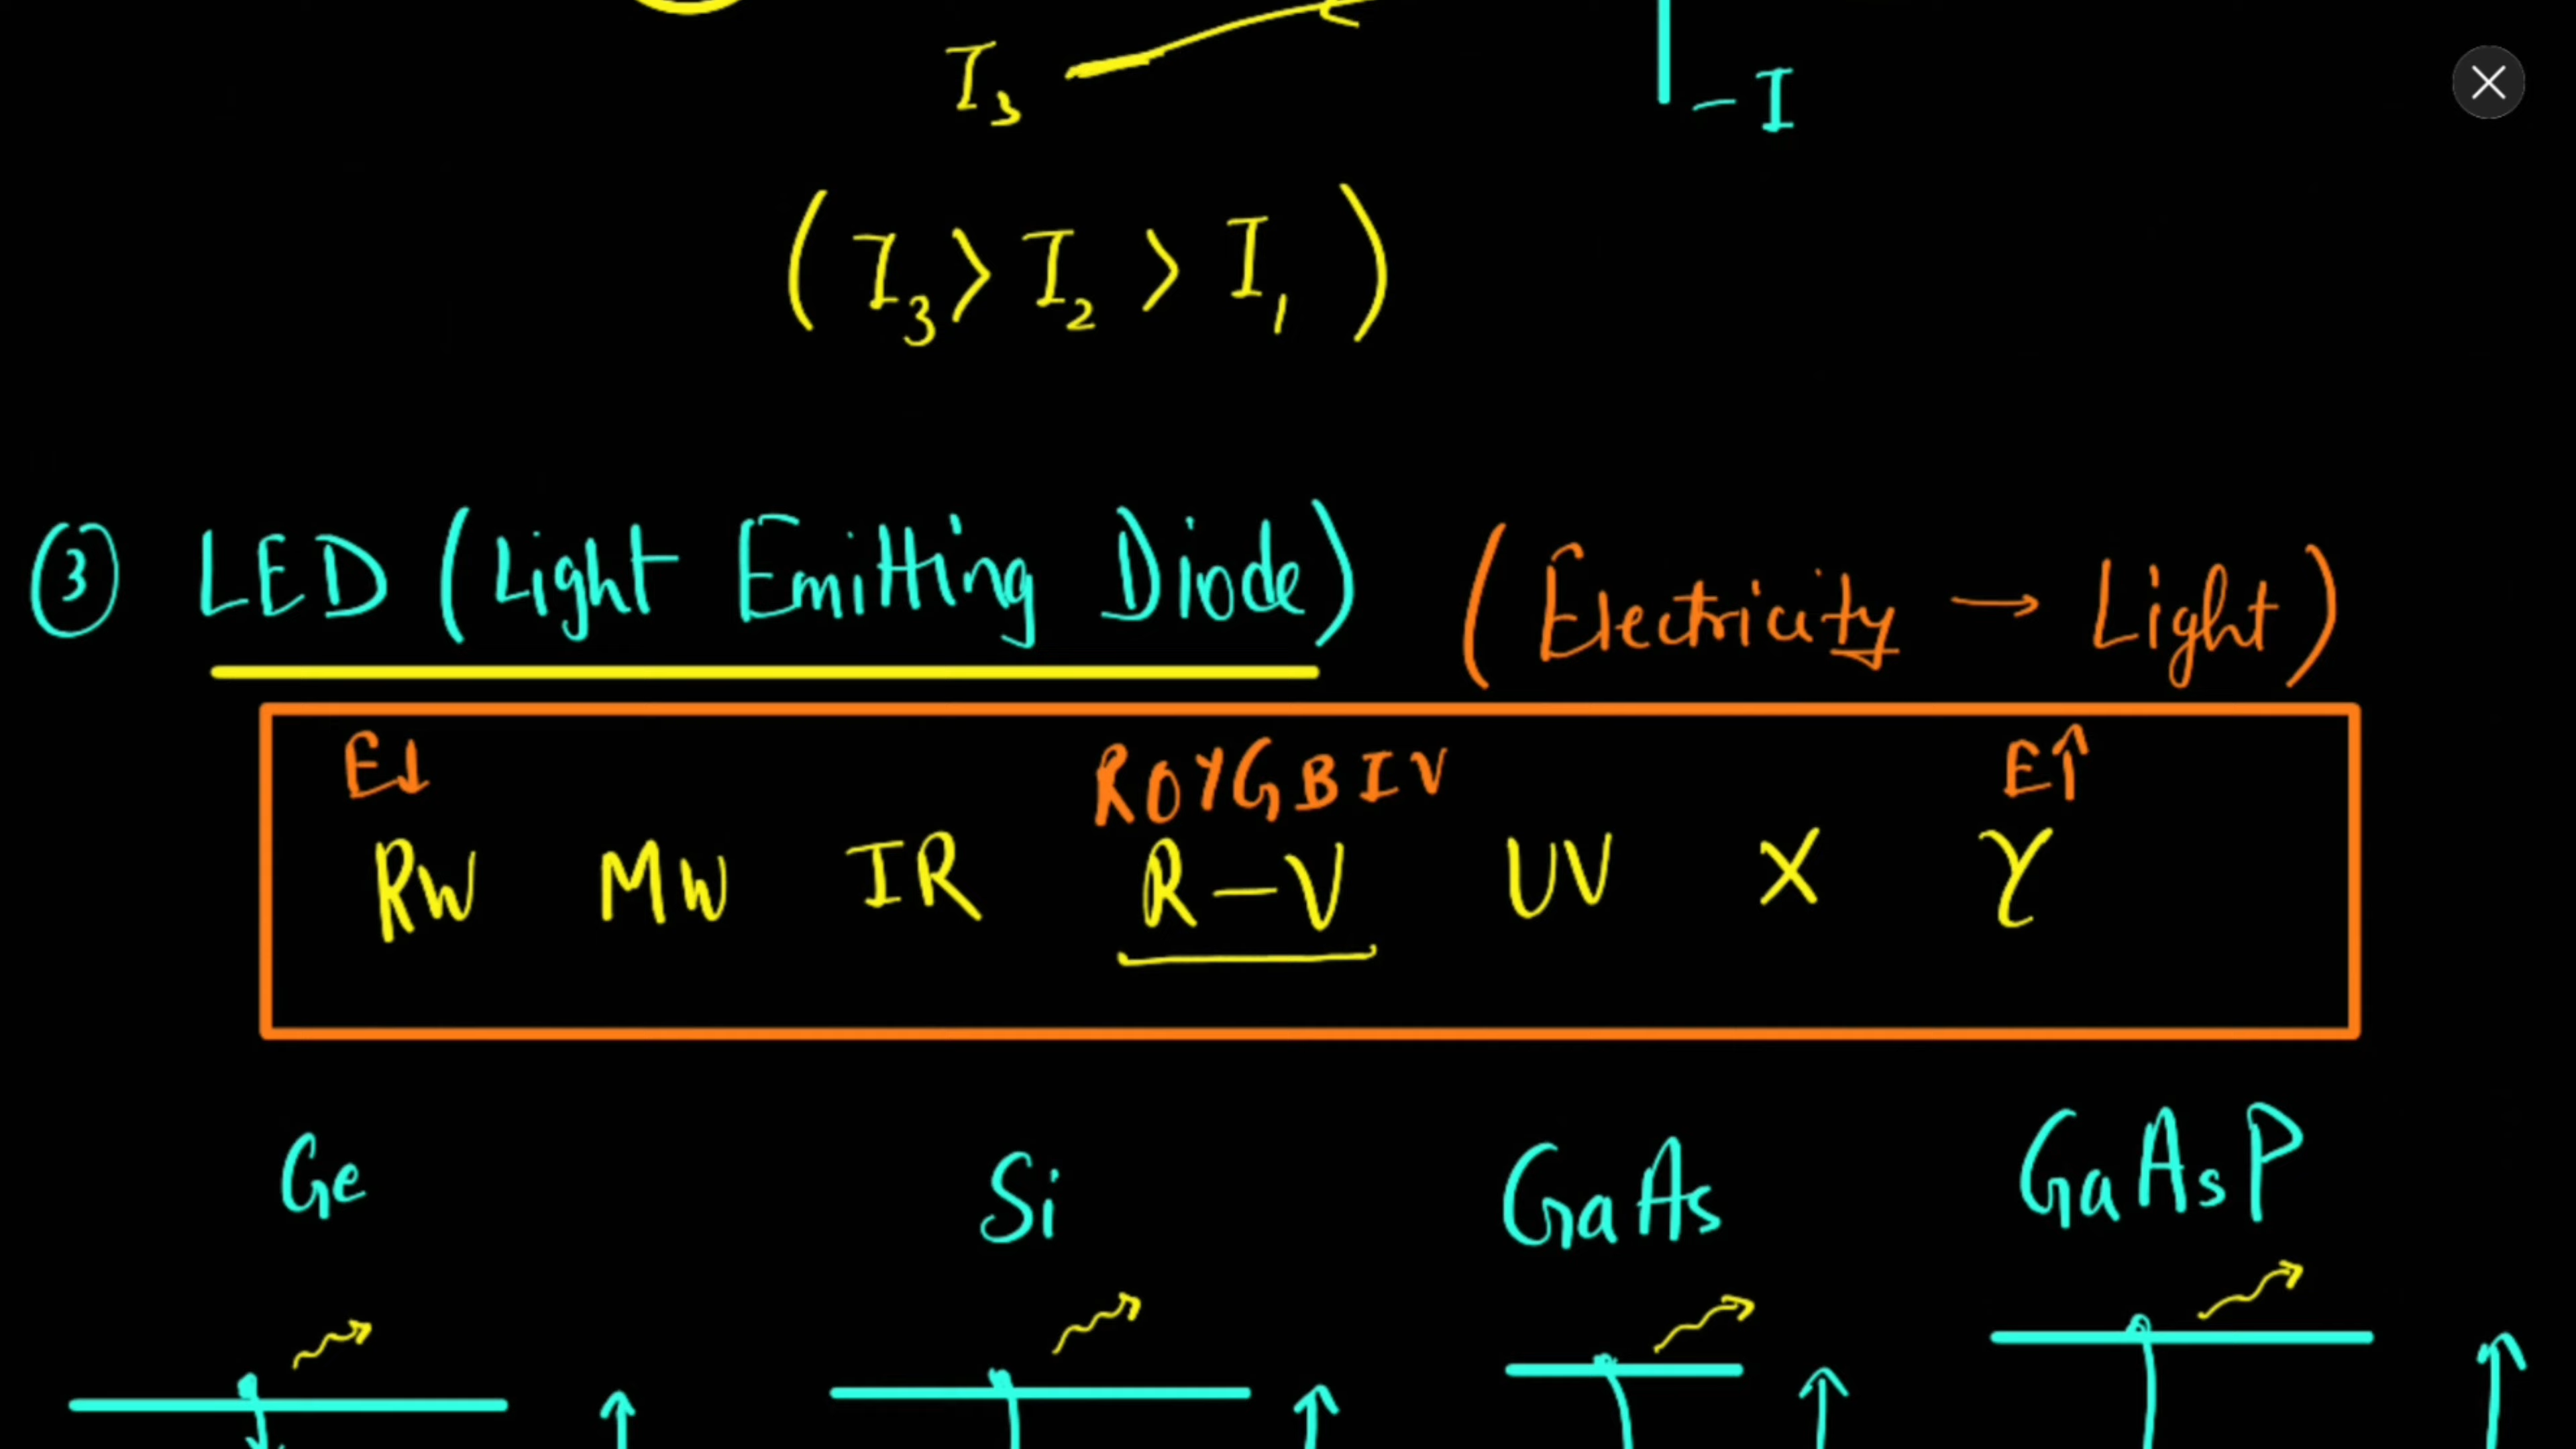 I₃
-I
(I₃ > I₂ > I₁)
③ LED (Light Emitting Diode) (Electricity → Light)
E↓ ROYGBIV E↑
RW MW IR R-V UV X γ
Ge Si GaAs GaAsP